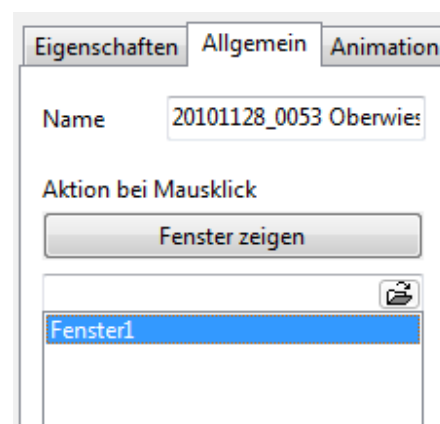 Eigenschaften Allgemein Animation
Name 20101128_0053 Oberwies
Aktion bei Mausklick
Fenster zeigen
Fenster1